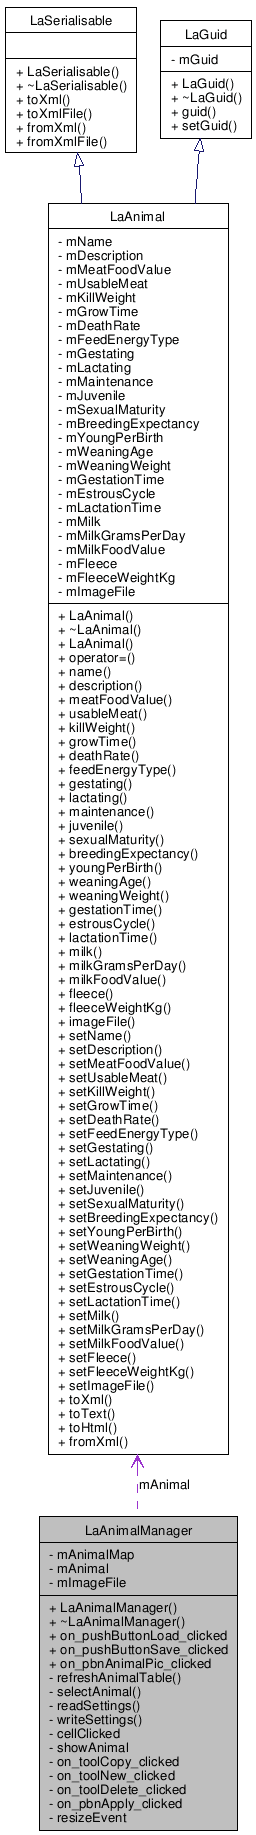 LaSerialisable
+ LaSerialisable()
+ ~LaSerialisable()
+ toXml()
+ toXmlFile()
+ fromXml()
+ fromXmlFile()
LaGuid
- mGuid
+ LaGuid()
+ ~LaGuid()
+ guid()
+ setGuid()
LaAnimal
- mName
- mDescription
- mMeatFoodValue
- mUsableMeat
- mKillWeight
- mGrowTime
- mDeathRate
- mFeedEnergyType
- mGestating
- mLactating
- mMaintenance
- mJuvenile
- mSexualMaturity
- mBreedingExpectancy
- mYoungPerBirth
- mWeaningAge
- mWeaningWeight
- mGestationTime
- mEstrousCycle
- mLactationTime
- mMilk
- mMilkGramsPerDay
- mMilkFoodValue
- mFleece
- mFleeceWeightKg
- mImageFile
+ LaAnimal()
+ ~LaAnimal()
+ LaAnimal()
+ operator=()
+ name()
+ description()
+ meatFoodValue()
+ usableMeat()
+ killWeight()
+ growTime()
+ deathRate()
+ feedEnergyType()
+ gestating()
+ lactating()
+ maintenance()
+ juvenile()
+ sexualMaturity()
+ breedingExpectancy()
+ youngPerBirth()
+ weaningAge()
+ weaningWeight()
+ gestationTime()
+ estrousCycle()
+ lactationTime()
+ milk()
+ milkGramsPerDay()
+ milkFoodValue()
+ fleece()
+ fleeceWeightKg()
+ imageFile()
+ setName()
+ setDescription()
+ setMeatFoodValue()
+ setUsableMeat()
+ setKillWeight()
+ setGrowTime()
+ setDeathRate()
+ setFeedEnergyType()
+ setGestating()
+ setLactating()
+ setMaintenance()
+ setJuvenile()
+ setSexualMaturity()
+ setBreedingExpectancy()
+ setYoungPerBirth()
+ setWeaningWeight()
+ setWeaningAge()
+ setGestationTime()
+ setEstrousCycle()
+ setLactationTime()
+ setMilk()
+ setMilkGramsPerDay()
+ setMilkFoodValue()
+ setFleece()
+ setFleeceWeightKg()
+ setImageFile()
+ toXml()
+ toText()
+ toHtml()
+ fromXml()
mAnimal
LaAnimalManager
- mAnimalMap
- mAnimal
- mImageFile
+ LaAnimalManager()
+ ~LaAnimalManager()
+ on_pushButtonLoad_clicked
+ on_pushButtonSave_clicked
+ on_pbnAnimalPic_clicked
- refreshAnimalTable()
- selectAnimal()
- readSettings()
- writeSettings()
- cellClicked
- showAnimal
- on_toolCopy_clicked
- on_toolNew_clicked
- on_toolDelete_clicked
- on_pbnApply_clicked
- resizeEvent